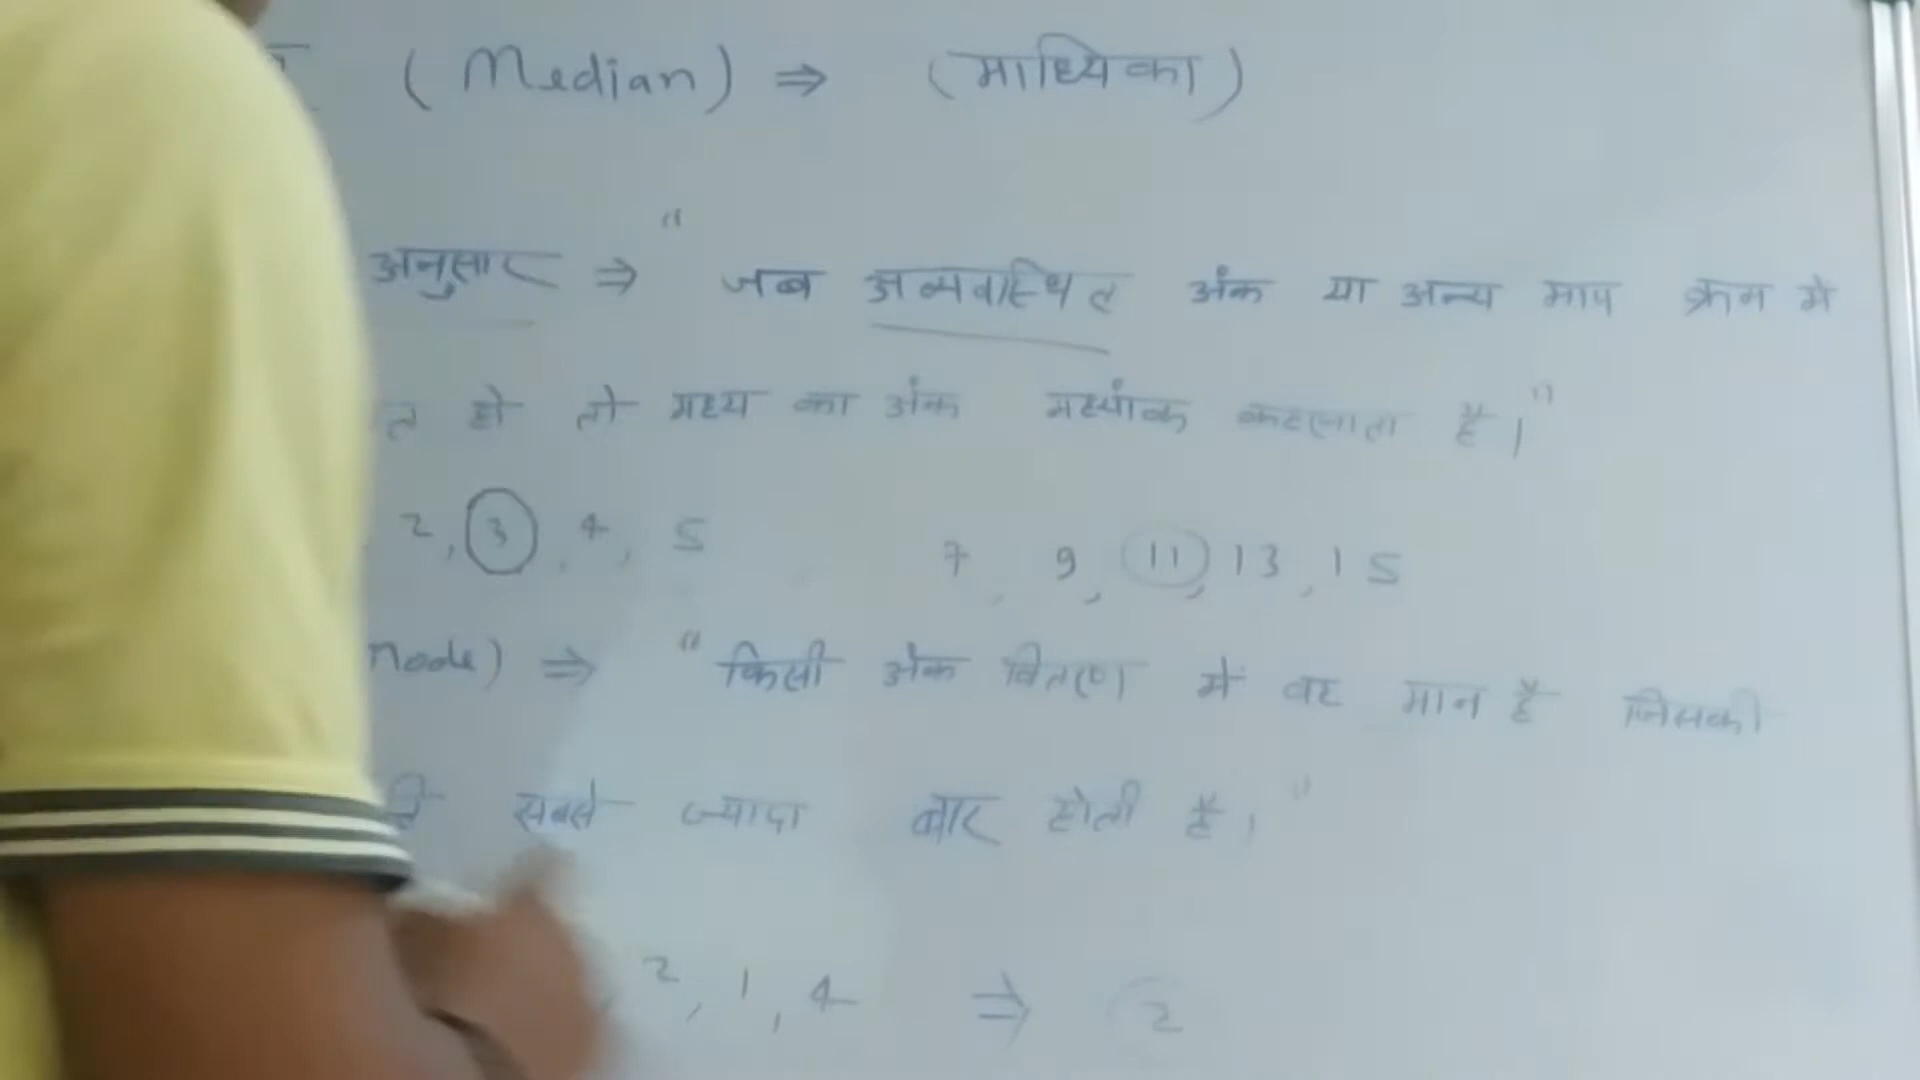 (Median) ⇒ (माध्यिका)
अनुसार ⇒ " जब अव्यवस्थित अंक या अन्य माप क्रम मे
त हो तो मध्य का अंक मध्यांक कहलाता है।"
2, 3, 4, 5 7, 9, 11, 13, 15
mode) ⇒ "किसी अंक वितरण में वह मान है जिसकी
सबसे ज्यादा बार होती है।"
2, 1, 4 ⇒ 2